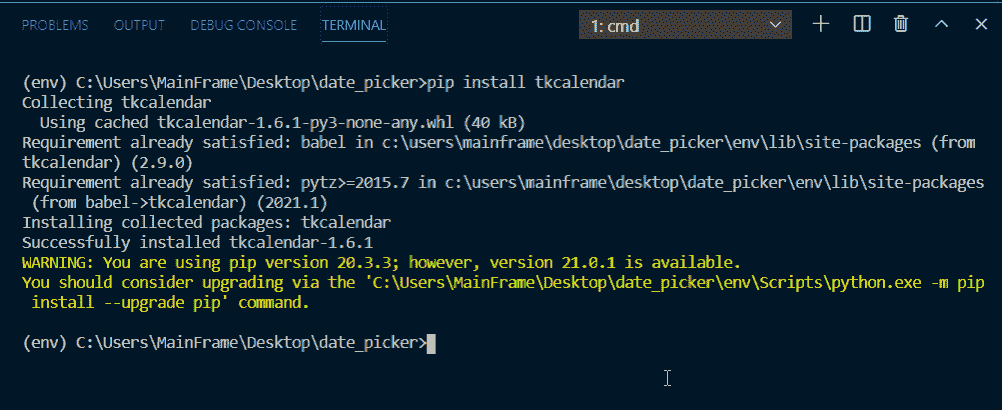 PROBLEMS OUTPUT DEBUG CONSOLE TERMINAL 1: cmd
(env) C:\Users\MainFrame\Desktop\date_picker>pip install tkcalendar
Collecting tkcalendar
  Using cached tkcalendar-1.6.1-py3-none-any.whl (40 kB)
Requirement already satisfied: babel in c:\users\mainframe\desktop\date_picker\env\lib\site-packages (from
tkcalendar) (2.9.0)
Requirement already satisfied: pytz>=2015.7 in c:\users\mainframe\desktop\date_picker\env\lib\site-packages
 (from babel->tkcalendar) (2021.1)
Installing collected packages: tkcalendar
Successfully installed tkcalendar-1.6.1
WARNING: You are using pip version 20.3.3; however, version 21.0.1 is available.
You should consider upgrading via the 'C:\Users\MainFrame\Desktop\date_picker\env\Scripts\python.exe -m pip
 install --upgrade pip' command.
(env) C:\Users\MainFrame\Desktop\date_picker>